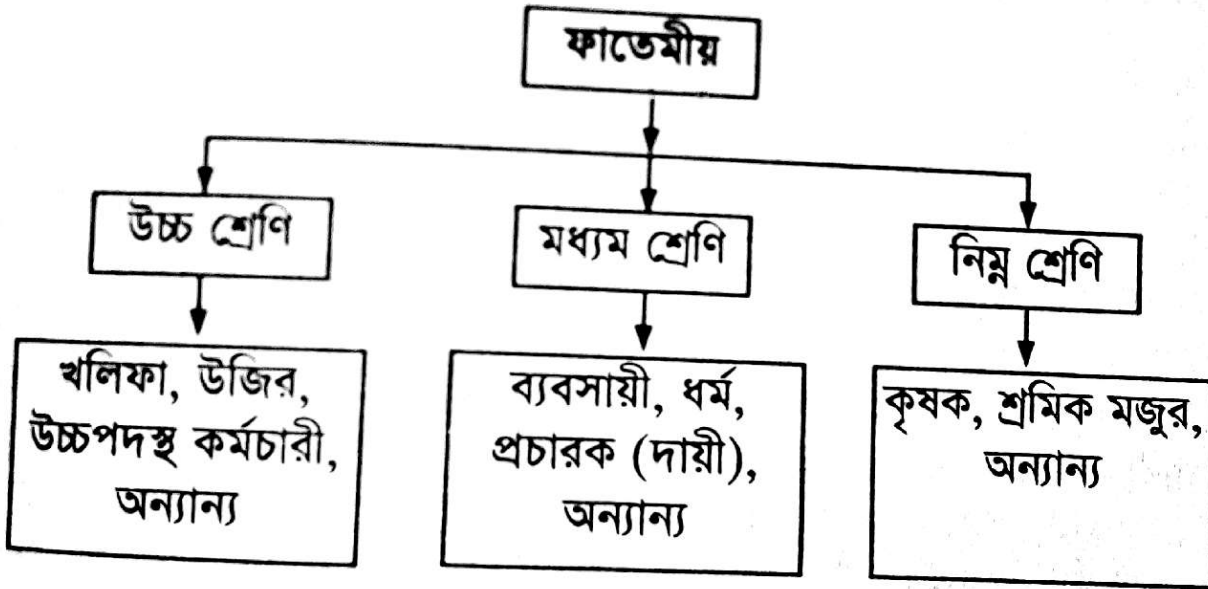 ফাতেমীয়
উচ্চ শ্রেণি
মধ্যম শ্রেণি
নিম্ন শ্রেণি
খলিফা, উজির,
উচ্চপদস্থ কর্মচারী,
অন্যান্য
ব্যবসায়ী, ধর্ম,
প্রচারক (দায়ী),
অন্যান্য
কৃষক, শ্রমিক মজুর,
অন্যান্য